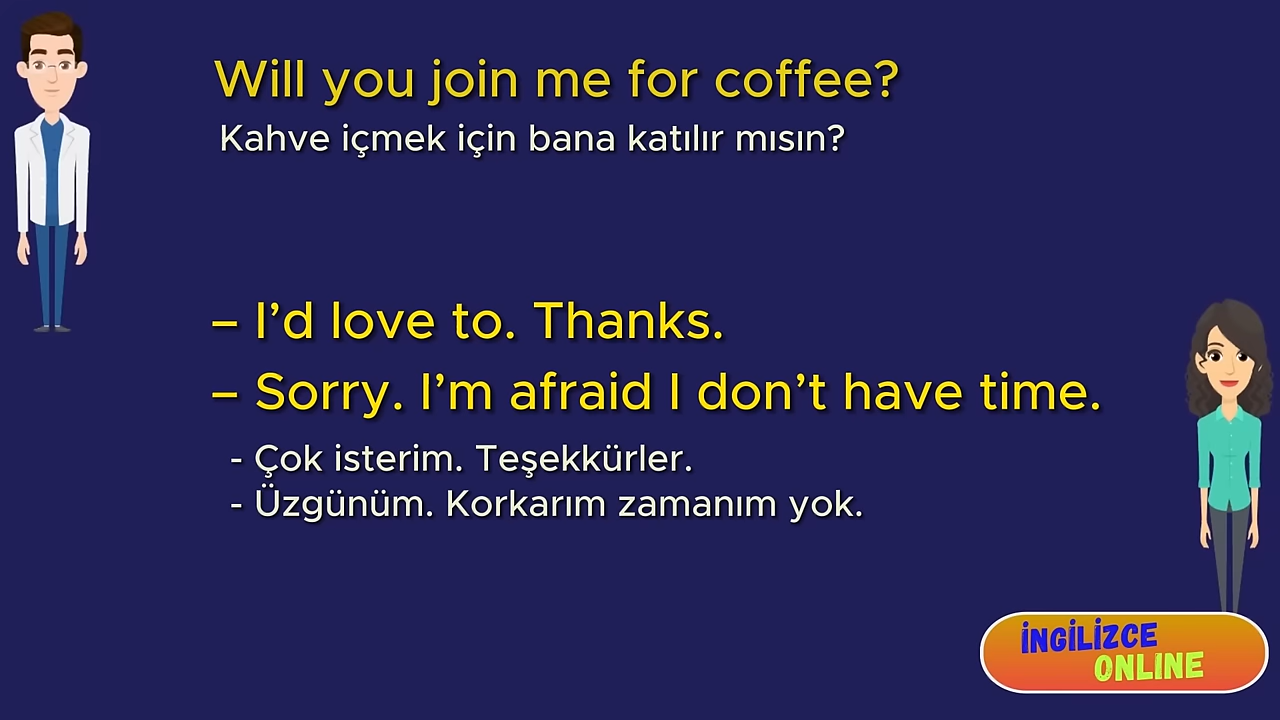 Will you join me for coffee?
Kahve içmek için bana katılır mısın?
– I’d love to. Thanks.
– Sorry. I’m afraid I don’t have time.
- Çok isterim. Teşekkürler.
- Üzgünüm. Korkarım zamanım yok.
İNGİLİZCE
ONLINE